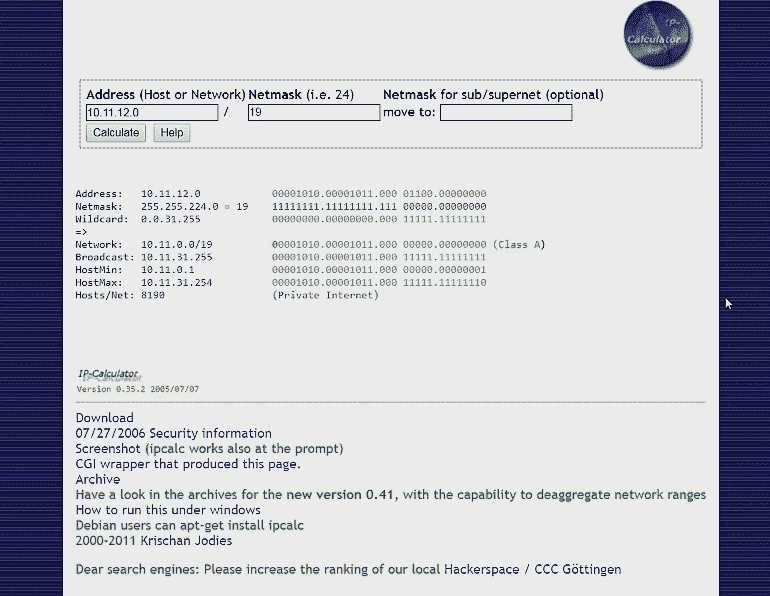 IP-
Calculator
Address (Host or Network) Netmask (i.e. 24) Netmask for sub/supernet (optional)
10.11.12.0 / 19 move to:
Calculate Help
Address: 10.11.12.0 00001010.00001011.000 01100.00000000
Netmask: 255.255.224.0 = 19 11111111.11111111.111 00000.00000000
Wildcard: 0.0.31.255 00000000.00000000.000 11111.11111111
=>
Network: 10.11.0.0/19 00001010.00001011.000 00000.00000000 (Class A)
Broadcast: 10.11.31.255 00001010.00001011.000 11111.11111111
HostMin: 10.11.0.1 00001010.00001011.000 00000.00000001
HostMax: 10.11.31.254 00001010.00001011.000 11111.11111110
Hosts/Net: 8190 (Private Internet)
IP-Calculator
Version 0.35.2 2005/07/07
Download
07/27/2006 Security information
Screenshot (ipcalc works also at the prompt)
CGI wrapper that produced this page.
Archive
Have a look in the archives for the new version 0.41, with the capability to deaggregate network ranges
How to run this under windows
Debian users can apt-get install ipcalc
2000-2011 Krischan Jodies
Dear search engines: Please increase the ranking of our local Hackerspace / CCC Göttingen